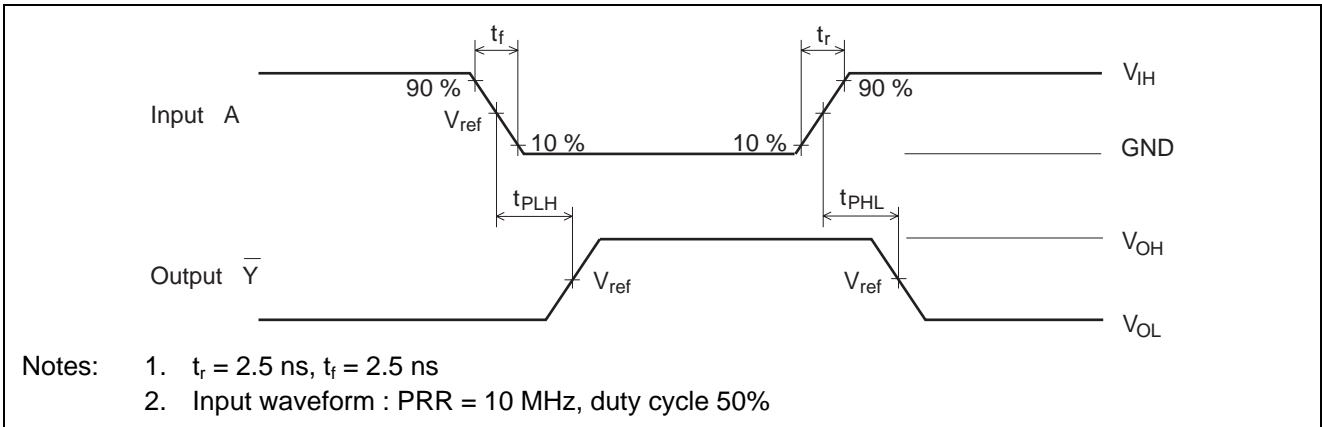 tf tr
90 % 90 % VIH
Input A Vref
10 % 10 % GND
tPLH tPHL
VOH
Output Y̅ Vref Vref
VOL
Notes: 1. tr = 2.5 ns, tf = 2.5 ns
2. Input waveform : PRR = 10 MHz, duty cycle 50%